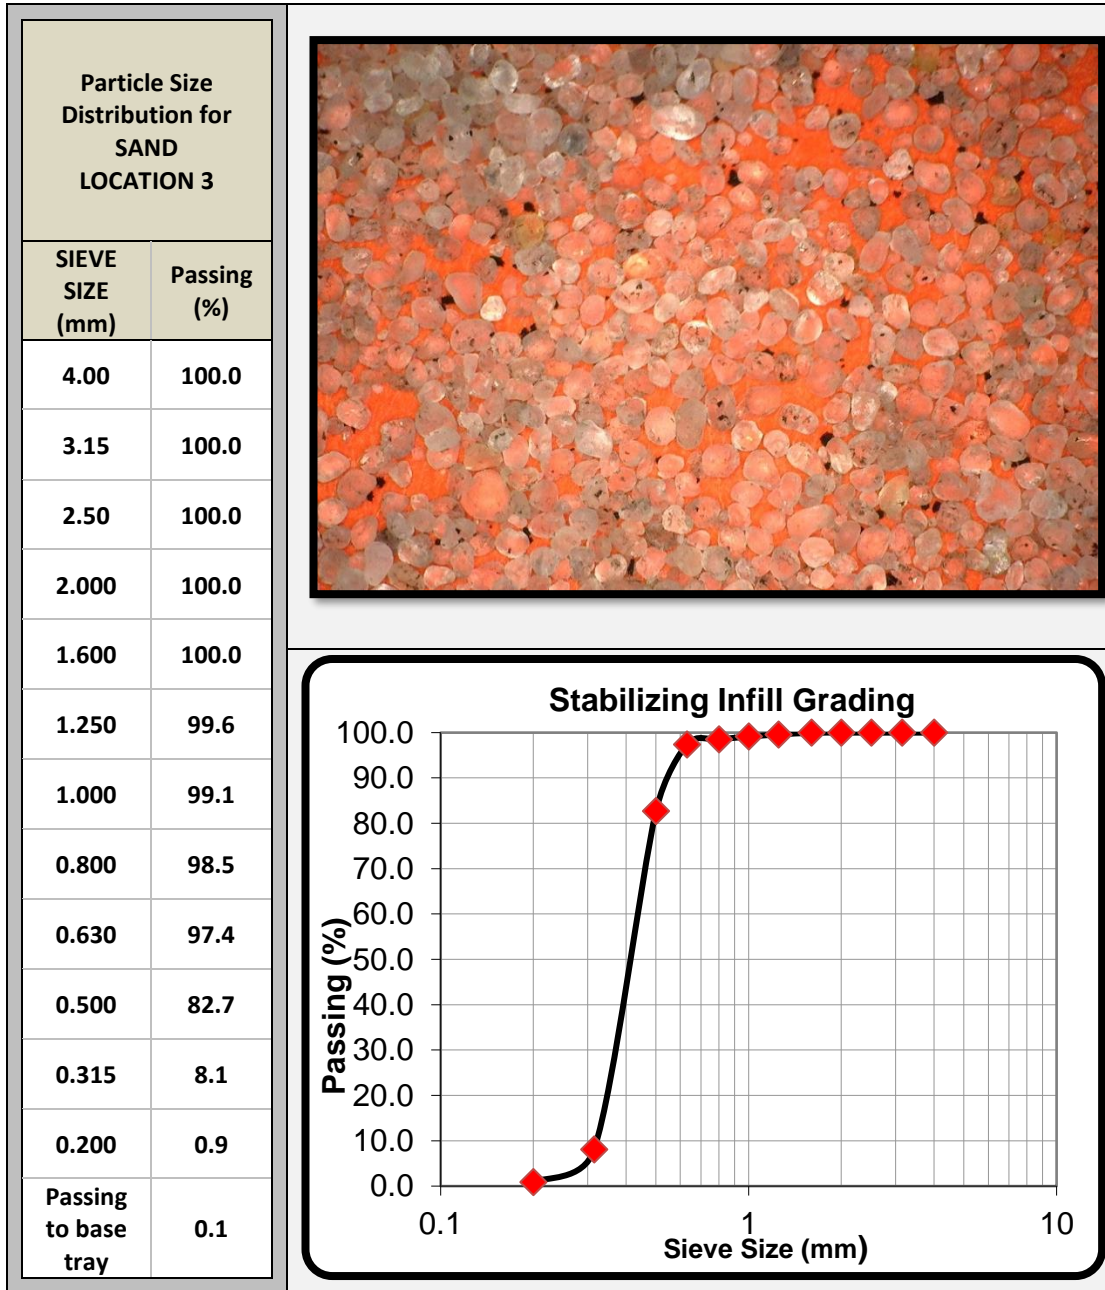 Particle Size
Distribution for
SAND
LOCATION 3
SIEVE
SIZE
(mm)
Passing
(%)
4.00 100.0
3.15 100.0
2.50 100.0
2.000 100.0
1.600 100.0
1.250 99.6
1.000 99.1
0.800 98.5
0.630 97.4
0.500 82.7
0.315 8.1
0.200 0.9
Passing
to base
tray
0.1
Stabilizing Infill Grading
100.0
90.0
80.0
70.0
60.0
50.0
40.0
30.0
20.0
10.0
0.0
Passing (%)
0.1 1 10
Sieve Size (mm)